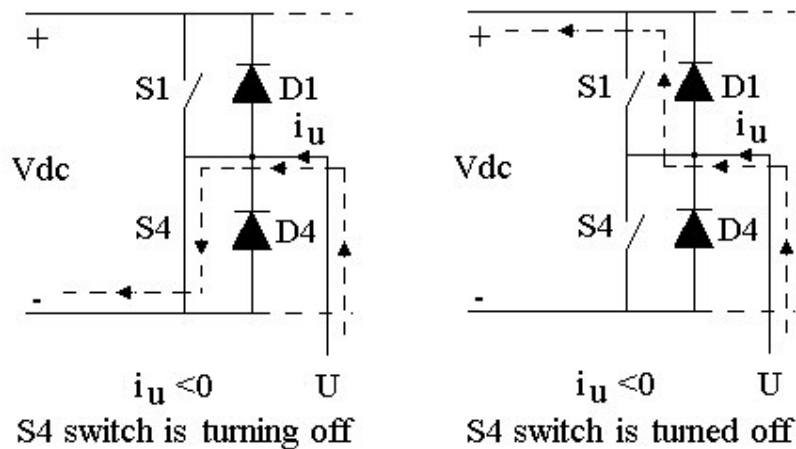 +
S1
D1
iu
Vdc
S4
D4
-
iu <0
U
S4 switch is turning off
+
S1
D1
iu
Vdc
S4
D4
-
iu <0
U
S4 switch is turned off